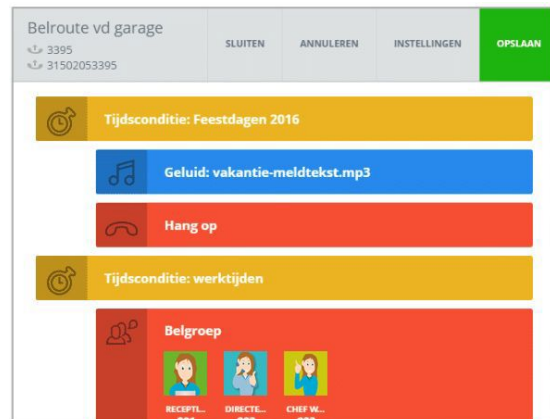 Belroute vd garage
3395
31502053395
SLUITEN
ANNULEREN
INSTELLINGEN
OPSLAAN
Tijdsconditie: Feestdagen 2016
Geluid: vakantie-meldtekst.mp3
Hang op
Tijdsconditie: werktijden
Belgroep
RECEPTI... DIRECTE... CHEF W...